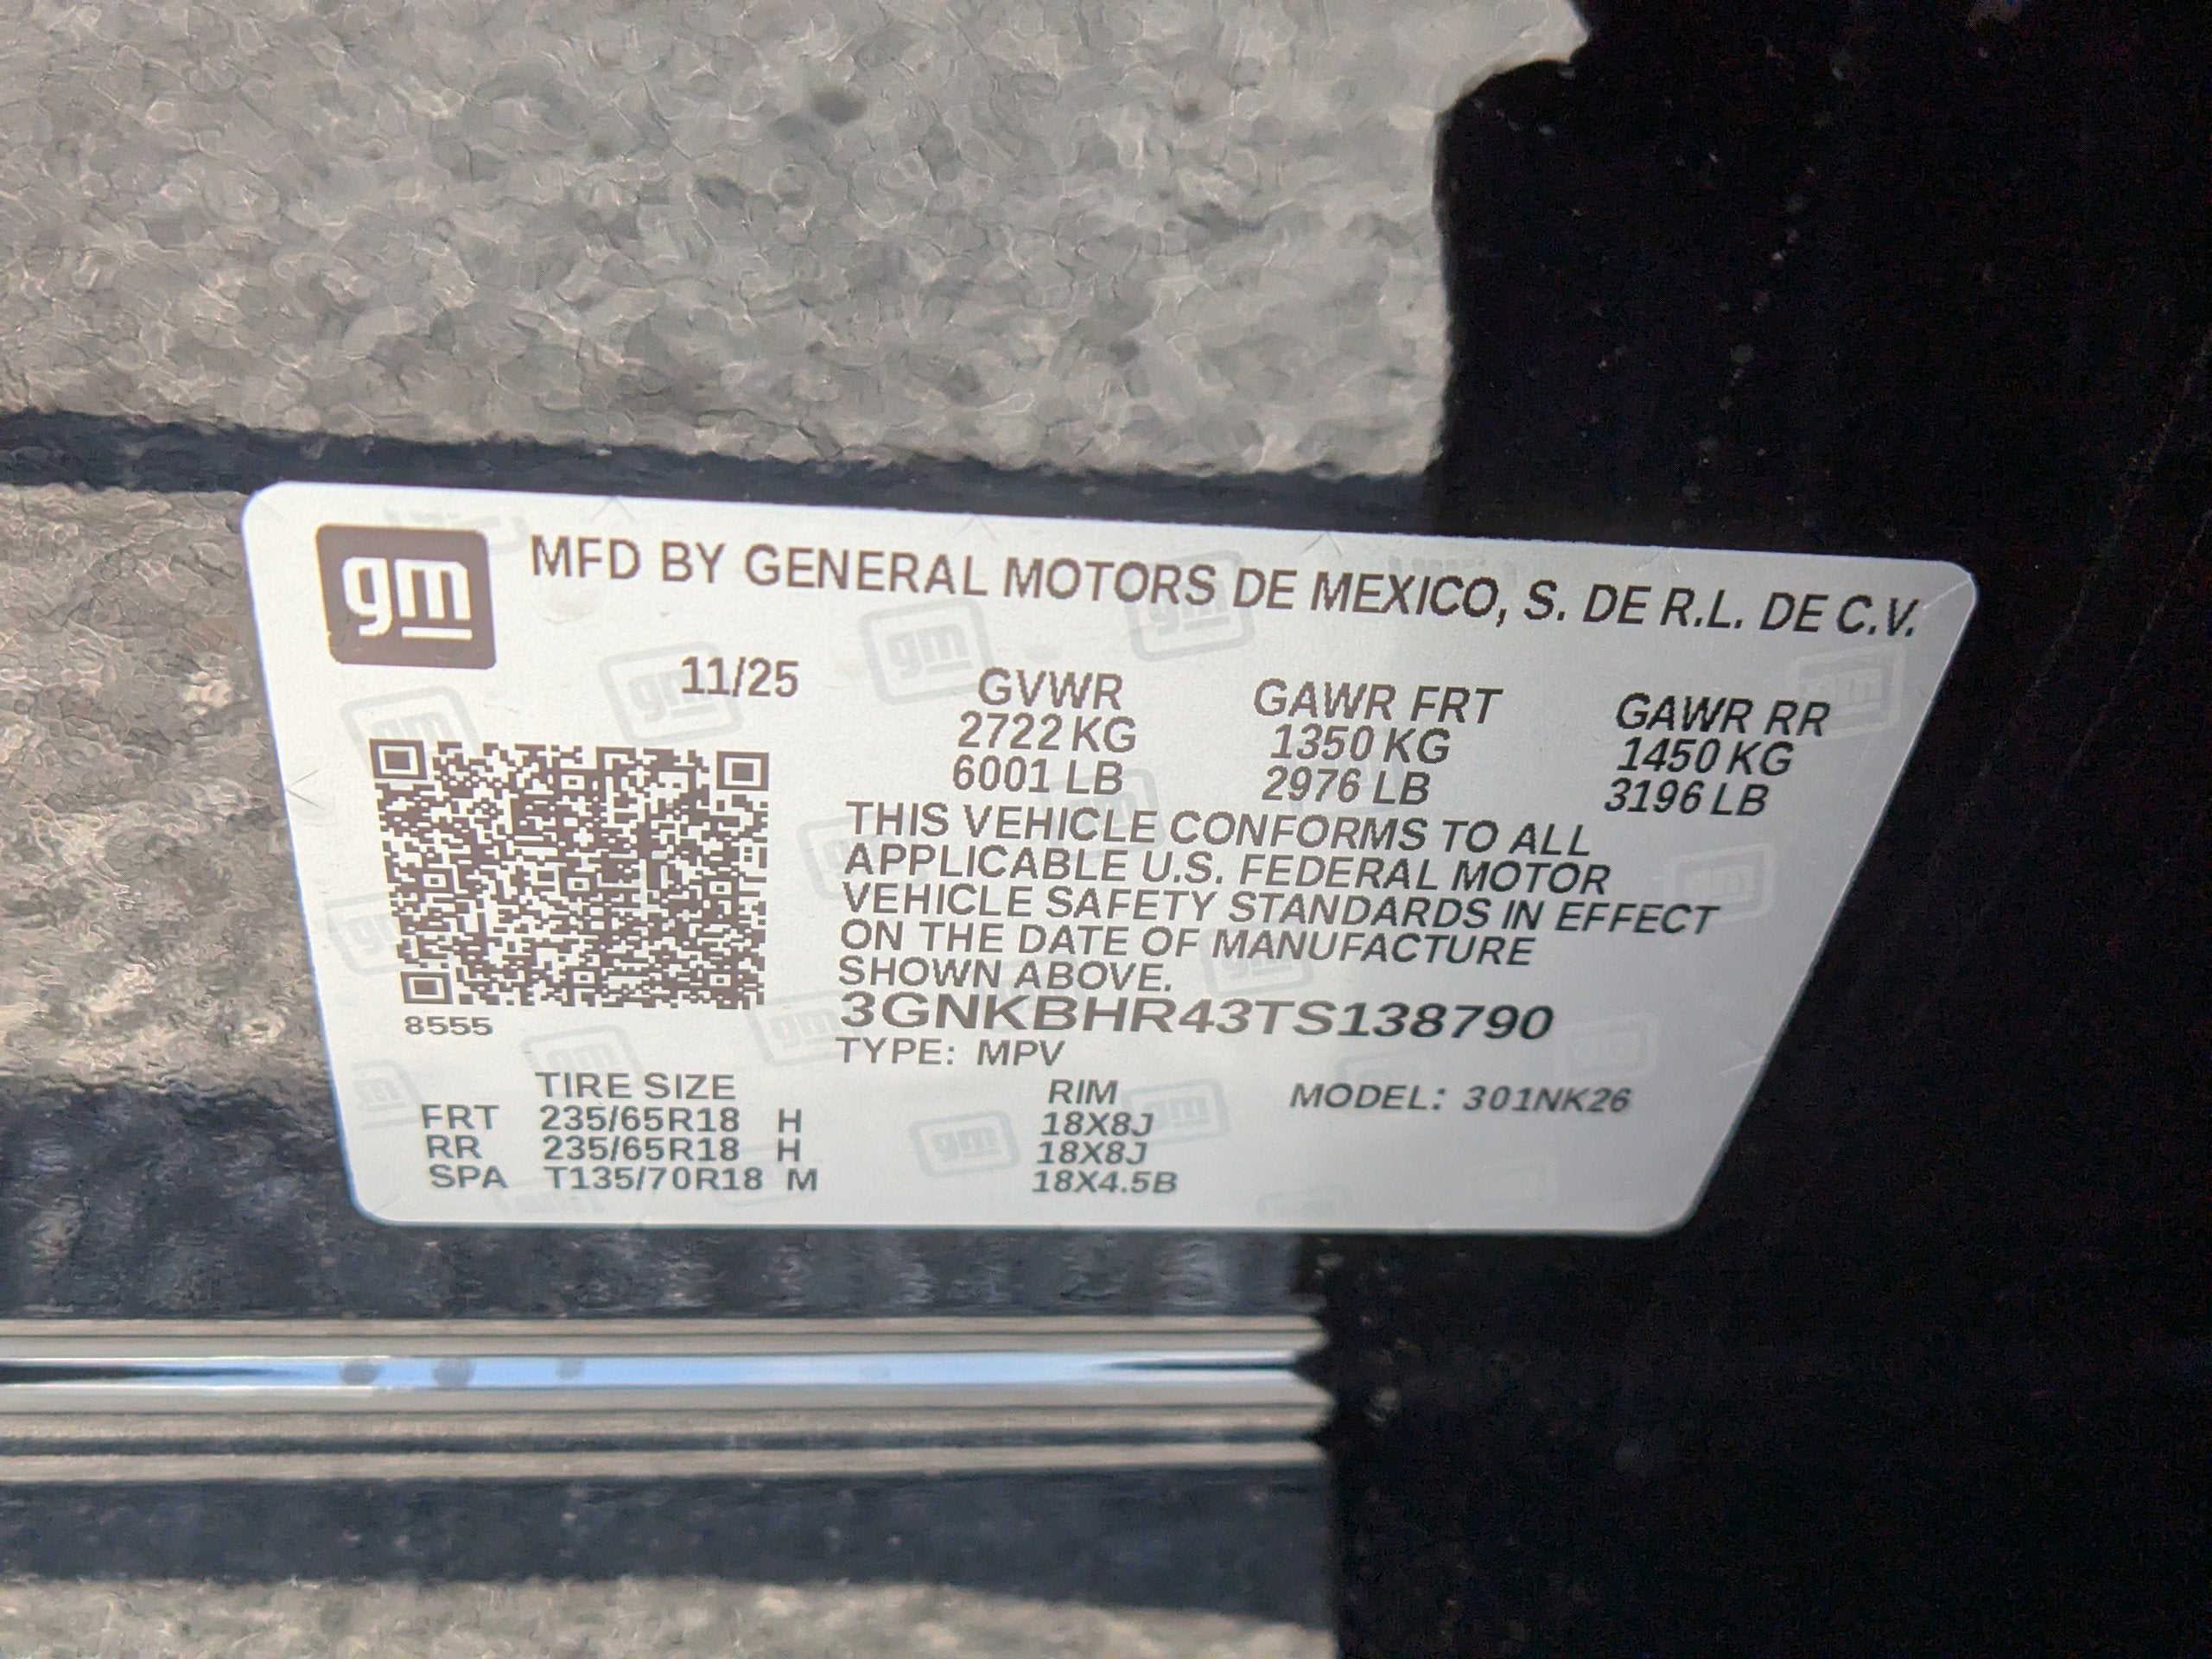 gm MFD BY GENERAL MOTORS DE MEXICO, S. DE R.L. DE C.V.
11/25
GVWR GAWR FRT GAWR RR
2722 KG 1350 KG 1450 KG
6001 LB 2976 LB 3196 LB
THIS VEHICLE CONFORMS TO ALL
APPLICABLE U.S. FEDERAL MOTOR
VEHICLE SAFETY STANDARDS IN EFFECT
ON THE DATE OF MANUFACTURE
SHOWN ABOVE.
8555
3GNKBHR43TS138790
TYPE: MPV
TIRE SIZE RIM MODEL: 301NK26
FRT 235/65R18 H 18X8J
RR 235/65R18 H 18X8J
SPA T135/70R18 M 18X4.5B